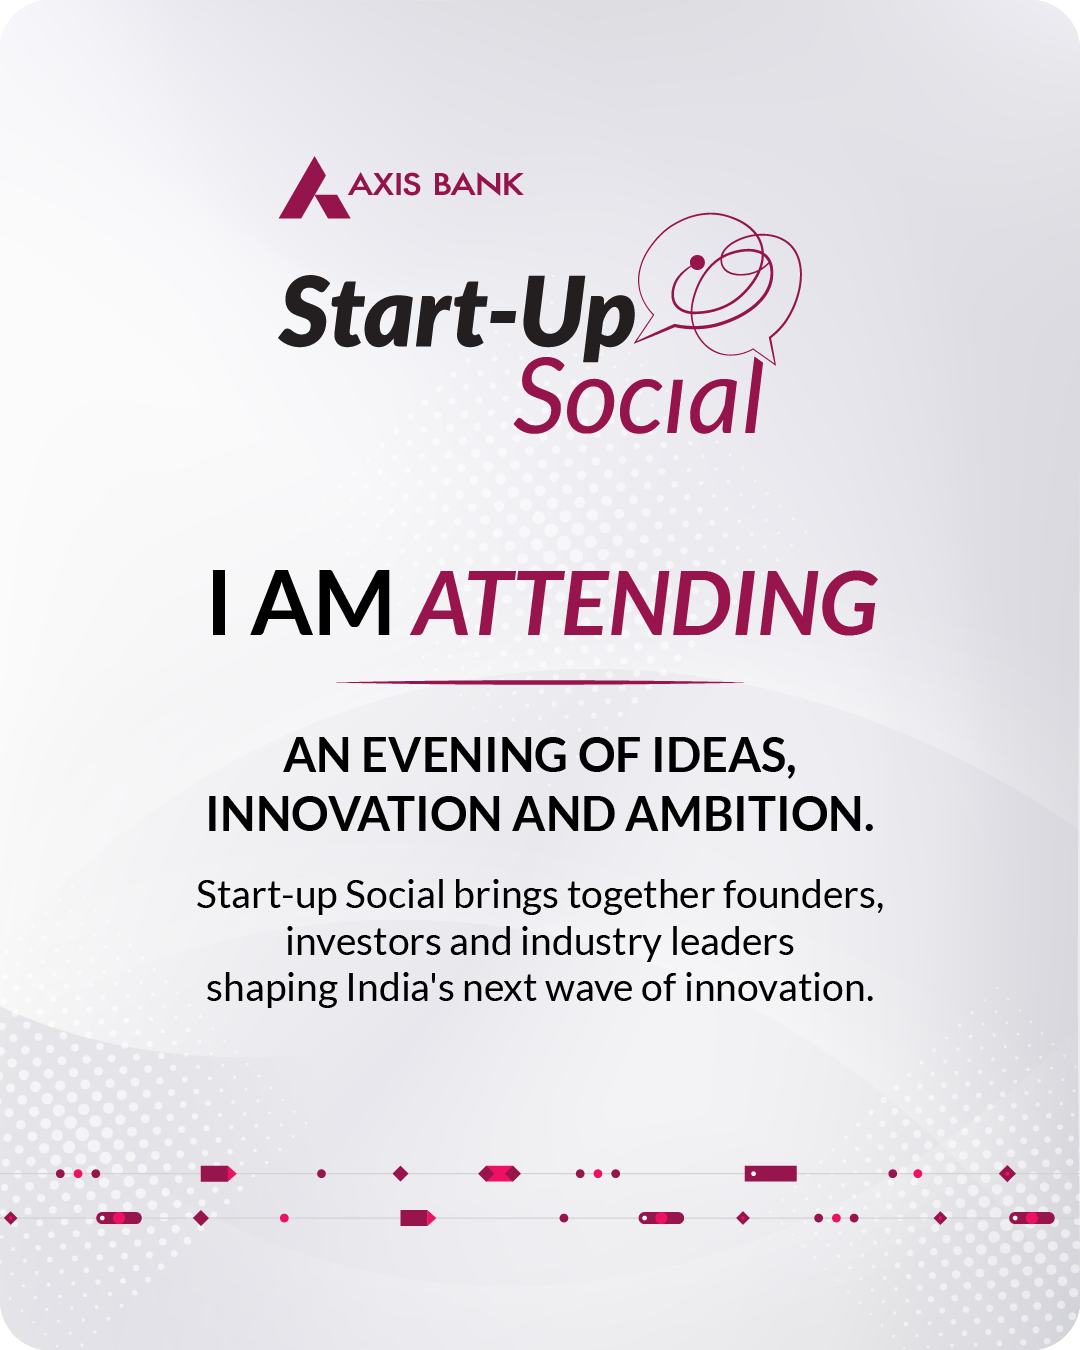 AXIS BANK
Start-Up
Social
I AM ATTENDING
AN EVENING OF IDEAS,
INNOVATION AND AMBITION.
Start-up Social brings together founders,
investors and industry leaders
shaping India's next wave of innovation.